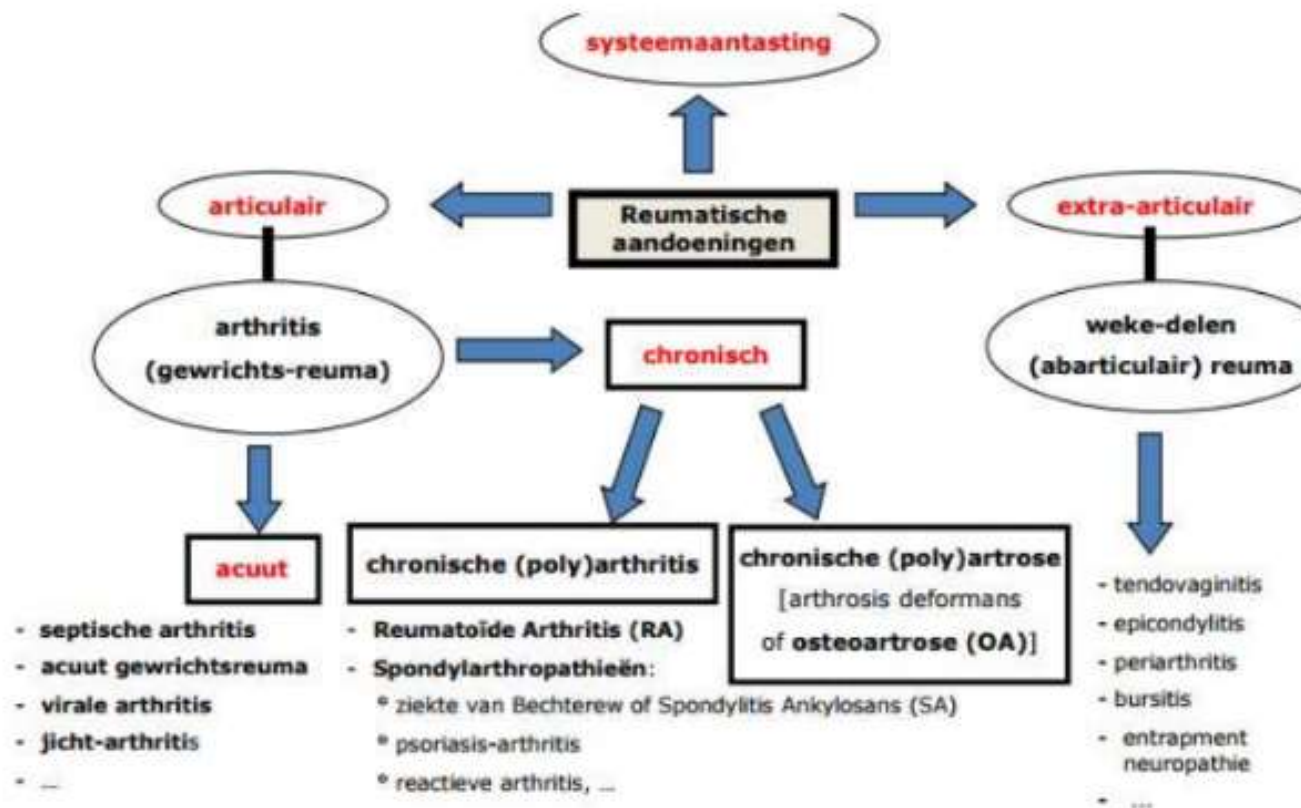 systeemaantasting
articulair
Reumatische
aandoeningen
extra-articulair
arthritis
(gewrichts-reuma)
chronisch
weke-delen
(abarticulair) reuma
acuut
- septische arthritis
- acuut gewrichtsreuma
- virale arthritis
- jicht-arthritis
- ...
chronische (poly)arthritis
- Reumatoïde Arthritis (RA)
- Spondylarthropathieën:
° ziekte van Bechterew of Spondylitis Ankylosans (SA)
° psoriasis-arthritis
° reactieve arthritis, ...
chronische (poly)artrose
[arthrosis deformans
of osteoartrose (OA)]
- tendovaginitis
- epicondylitis
- periarthritis
- bursitis
- entrapment
neuropathie
- ...